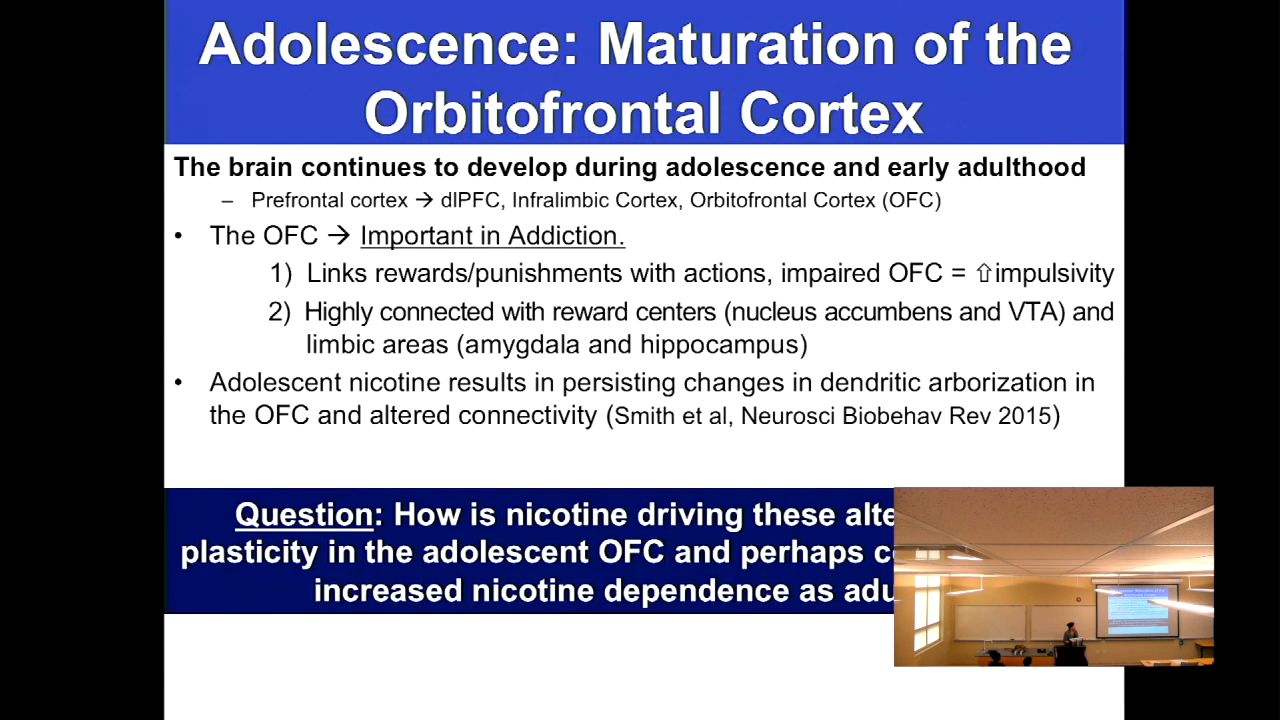 Adolescence: Maturation of the
Orbitofrontal Cortex
The brain continues to develop during adolescence and early adulthood
– Prefrontal cortex → dlPFC, Infralimbic Cortex, Orbitofrontal Cortex (OFC)
• The OFC → Important in Addiction.
1) Links rewards/punishments with actions, impaired OFC = ⇧impulsivity
2) Highly connected with reward centers (nucleus accumbens and VTA) and
limbic areas (amygdala and hippocampus)
• Adolescent nicotine results in persisting changes in dendritic arborization in
the OFC and altered connectivity (Smith et al, Neurosci Biobehav Rev 2015)
Question: How is nicotine driving these
plasticity in the adolescent OFC and perhaps
increased nicotine dependence as